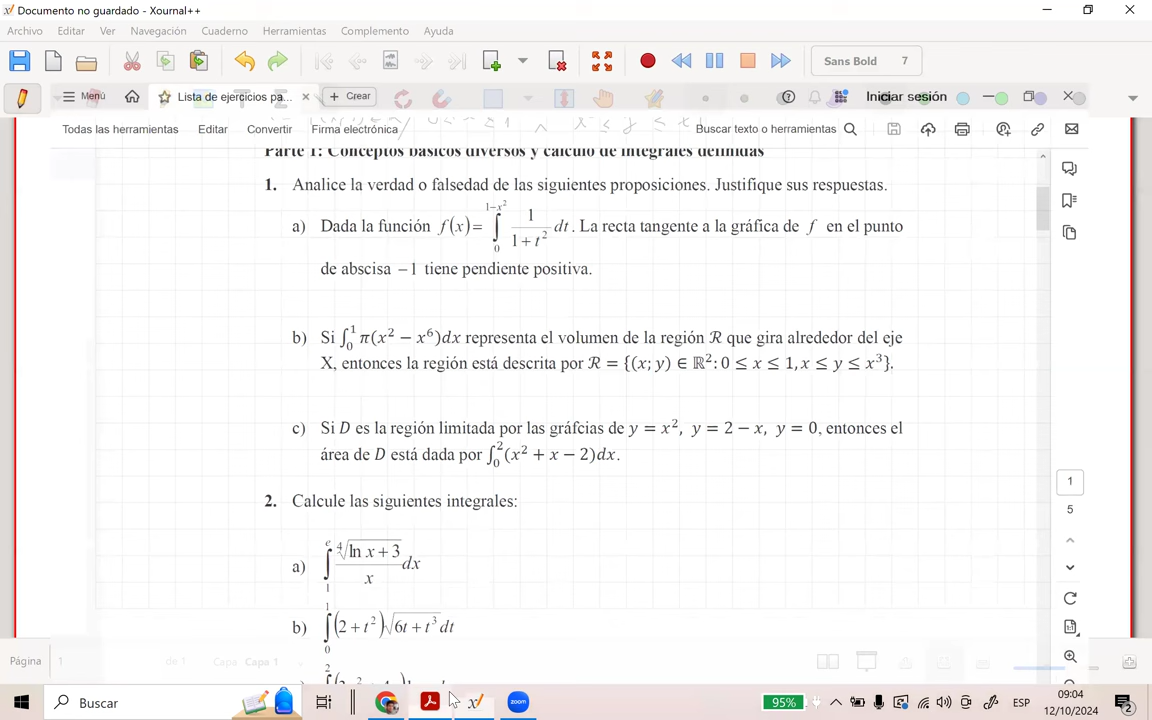 Documento no guardado - Xournal++
Archivo Editar Ver Navegación Cuaderno Herramientas Complemento Ayuda
Sans Bold 7
Menú Lista de ejercicios pa... × + Crear Iniciar sesión
Todas las herramientas Editar Convertir Firma electrónica Buscar texto o herramientas
Parte 1: Conceptos básicos diversos y cálculo de integrales definidas
1. Analice la verdad o falsedad de las siguientes proposiciones. Justifique sus respuestas.
a) Dada la función f(x) = ∫₀^{1−x²} 1/(1+t²) dt. La recta tangente a la gráfica de f en el punto
de abscisa −1 tiene pendiente positiva.
b) Si ∫₀¹ π(x² − x⁶)dx representa el volumen de la región ℛ que gira alrededor del eje
X, entonces la región está descrita por ℛ = {(x; y) ∈ ℝ²: 0 ≤ x ≤ 1, x ≤ y ≤ x³}.
c) Si D es la región limitada por las gráfcias de y = x², y = 2 − x, y = 0, entonces el
área de D está dada por ∫₀²(x² + x − 2)dx.
2. Calcule las siguientes integrales:
a) ∫₁^e ⁴√(ln x + 3)/x dx
b) ∫₀¹ (2 + t²)√(6t + t³) dt
1
5
Página 1 de 1 Capa Capa 1
Buscar
zoom
95%
ESP
09:04
12/10/2024
2